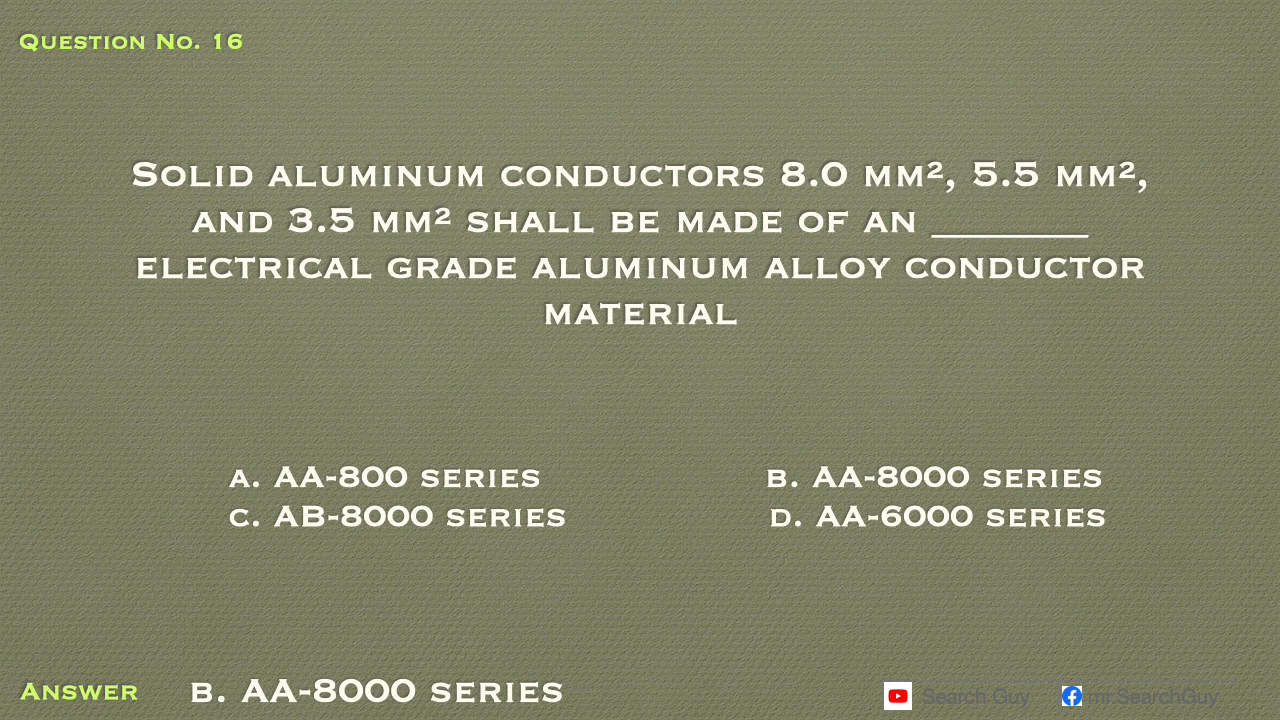 Question No. 16
Solid aluminum conductors 8.0 mm², 5.5 mm²,
and 3.5 mm² shall be made of an ________
electrical grade aluminum alloy conductor
material
a. AA-800 series
b. AA-8000 series
c. AB-8000 series
d. AA-6000 series
Answer
b. AA-8000 series
Search Guy
mr.SearchGuy